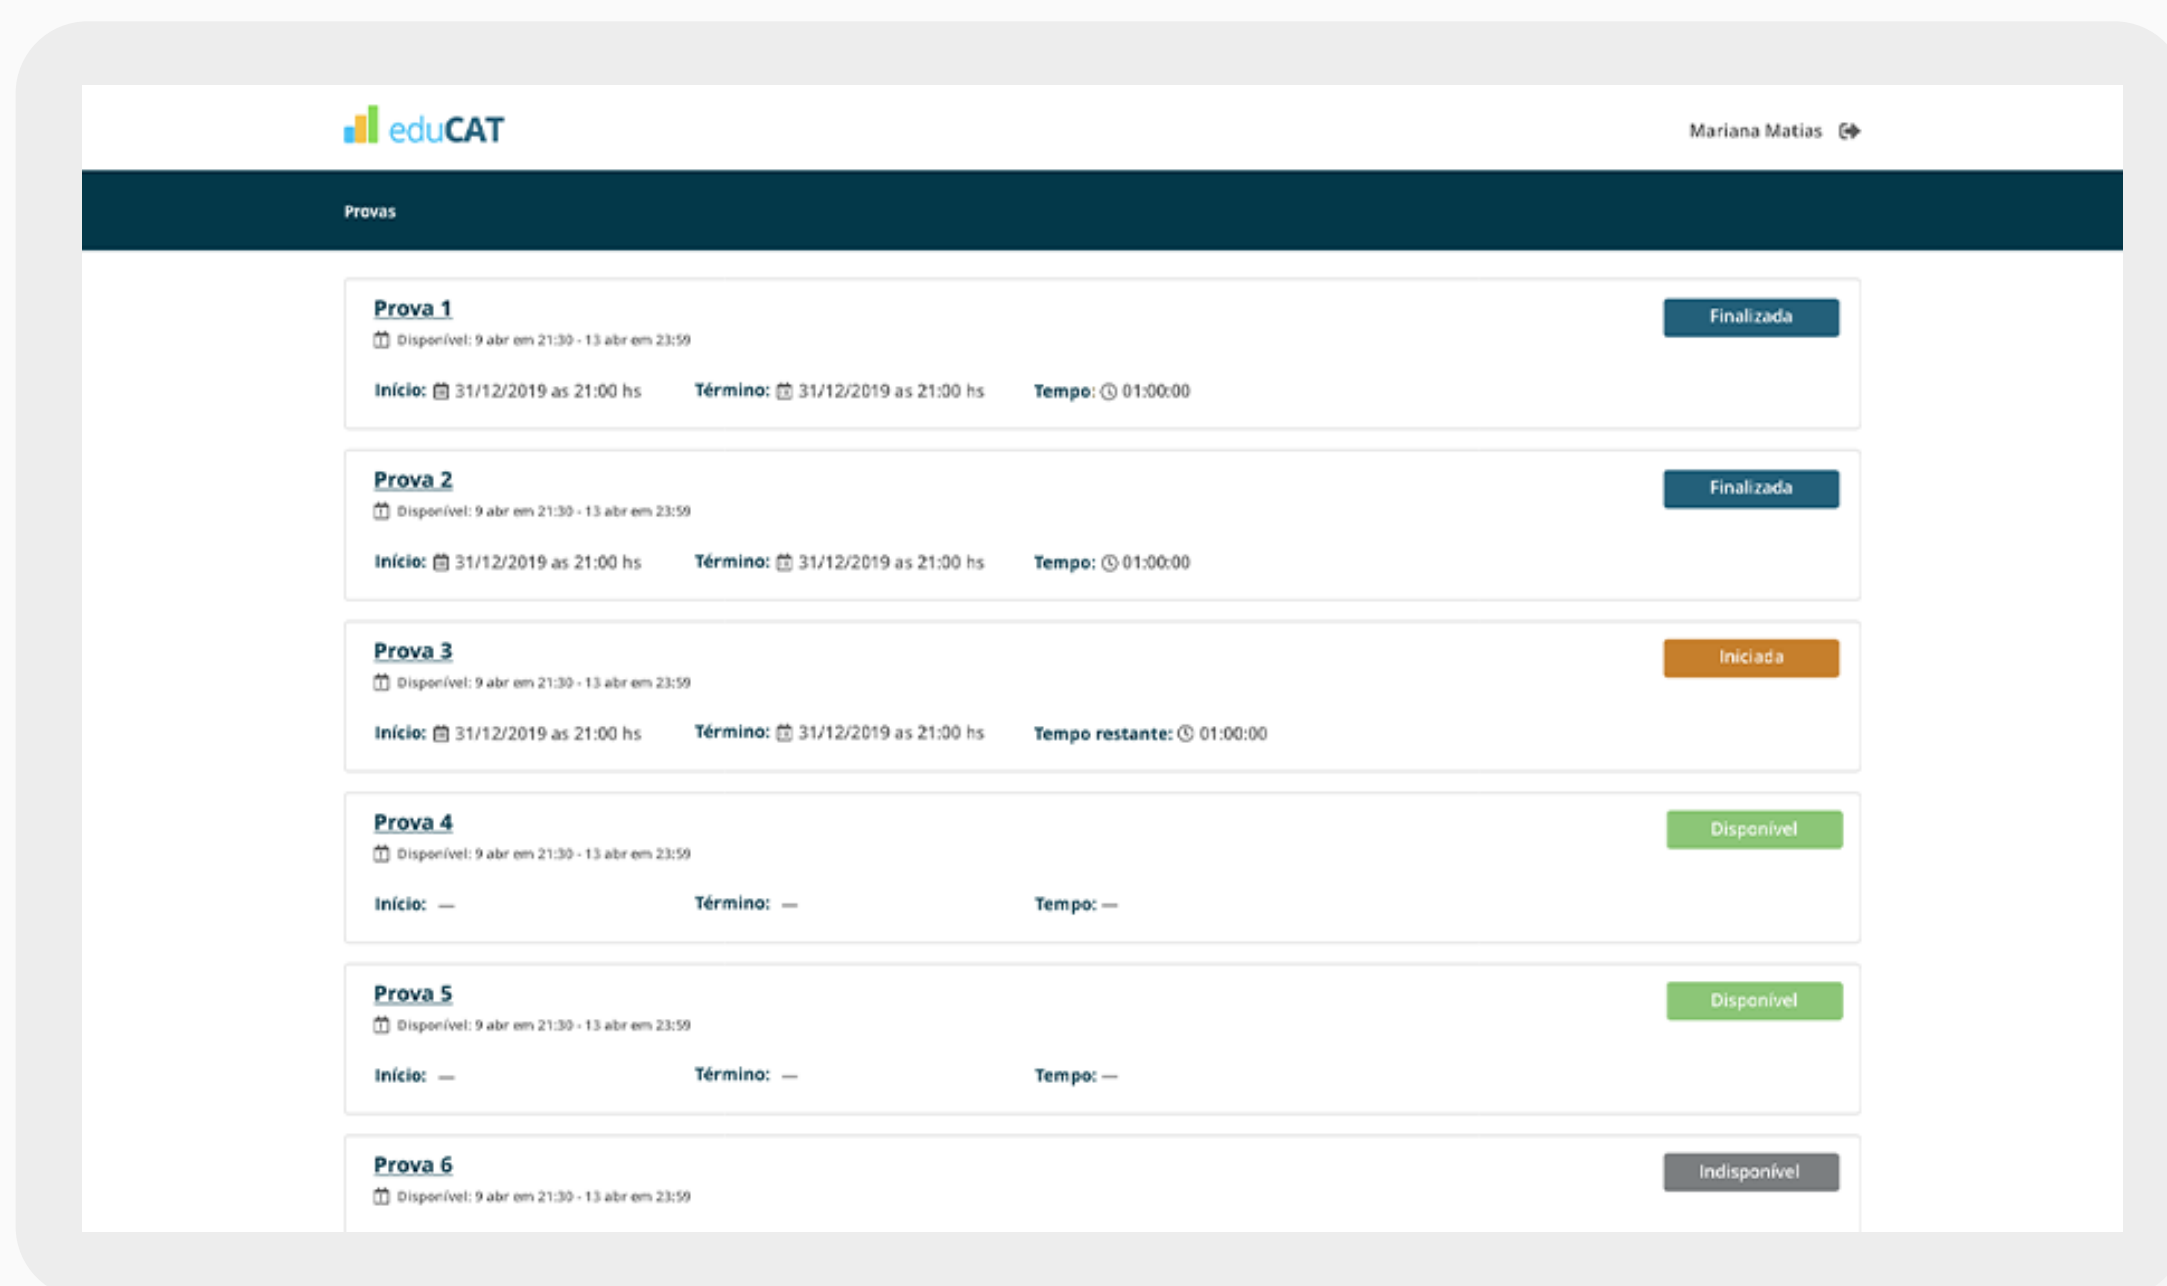 eduCAT
Mariana Matias
Provas
Prova 1
Finalizada
Disponível: 9 abr em 21:30 - 13 abr em 23:59
Início: 31/12/2019 as 21:00 hs Término: 31/12/2019 as 21:00 hs Tempo: 01:00:00
Prova 2
Finalizada
Disponível: 9 abr em 21:30 - 13 abr em 23:59
Início: 31/12/2019 as 21:00 hs Término: 31/12/2019 as 21:00 hs Tempo: 01:00:00
Prova 3
Iniciada
Disponível: 9 abr em 21:30 - 13 abr em 23:59
Início: 31/12/2019 as 21:00 hs Término: 31/12/2019 as 21:00 hs Tempo restante: 01:00:00
Prova 4
Disponível
Disponível: 9 abr em 21:30 - 13 abr em 23:59
Início: — Término: — Tempo: —
Prova 5
Disponível
Disponível: 9 abr em 21:30 - 13 abr em 23:59
Início: — Término: — Tempo: —
Prova 6
Indisponível
Disponível: 9 abr em 21:30 - 13 abr em 23:59